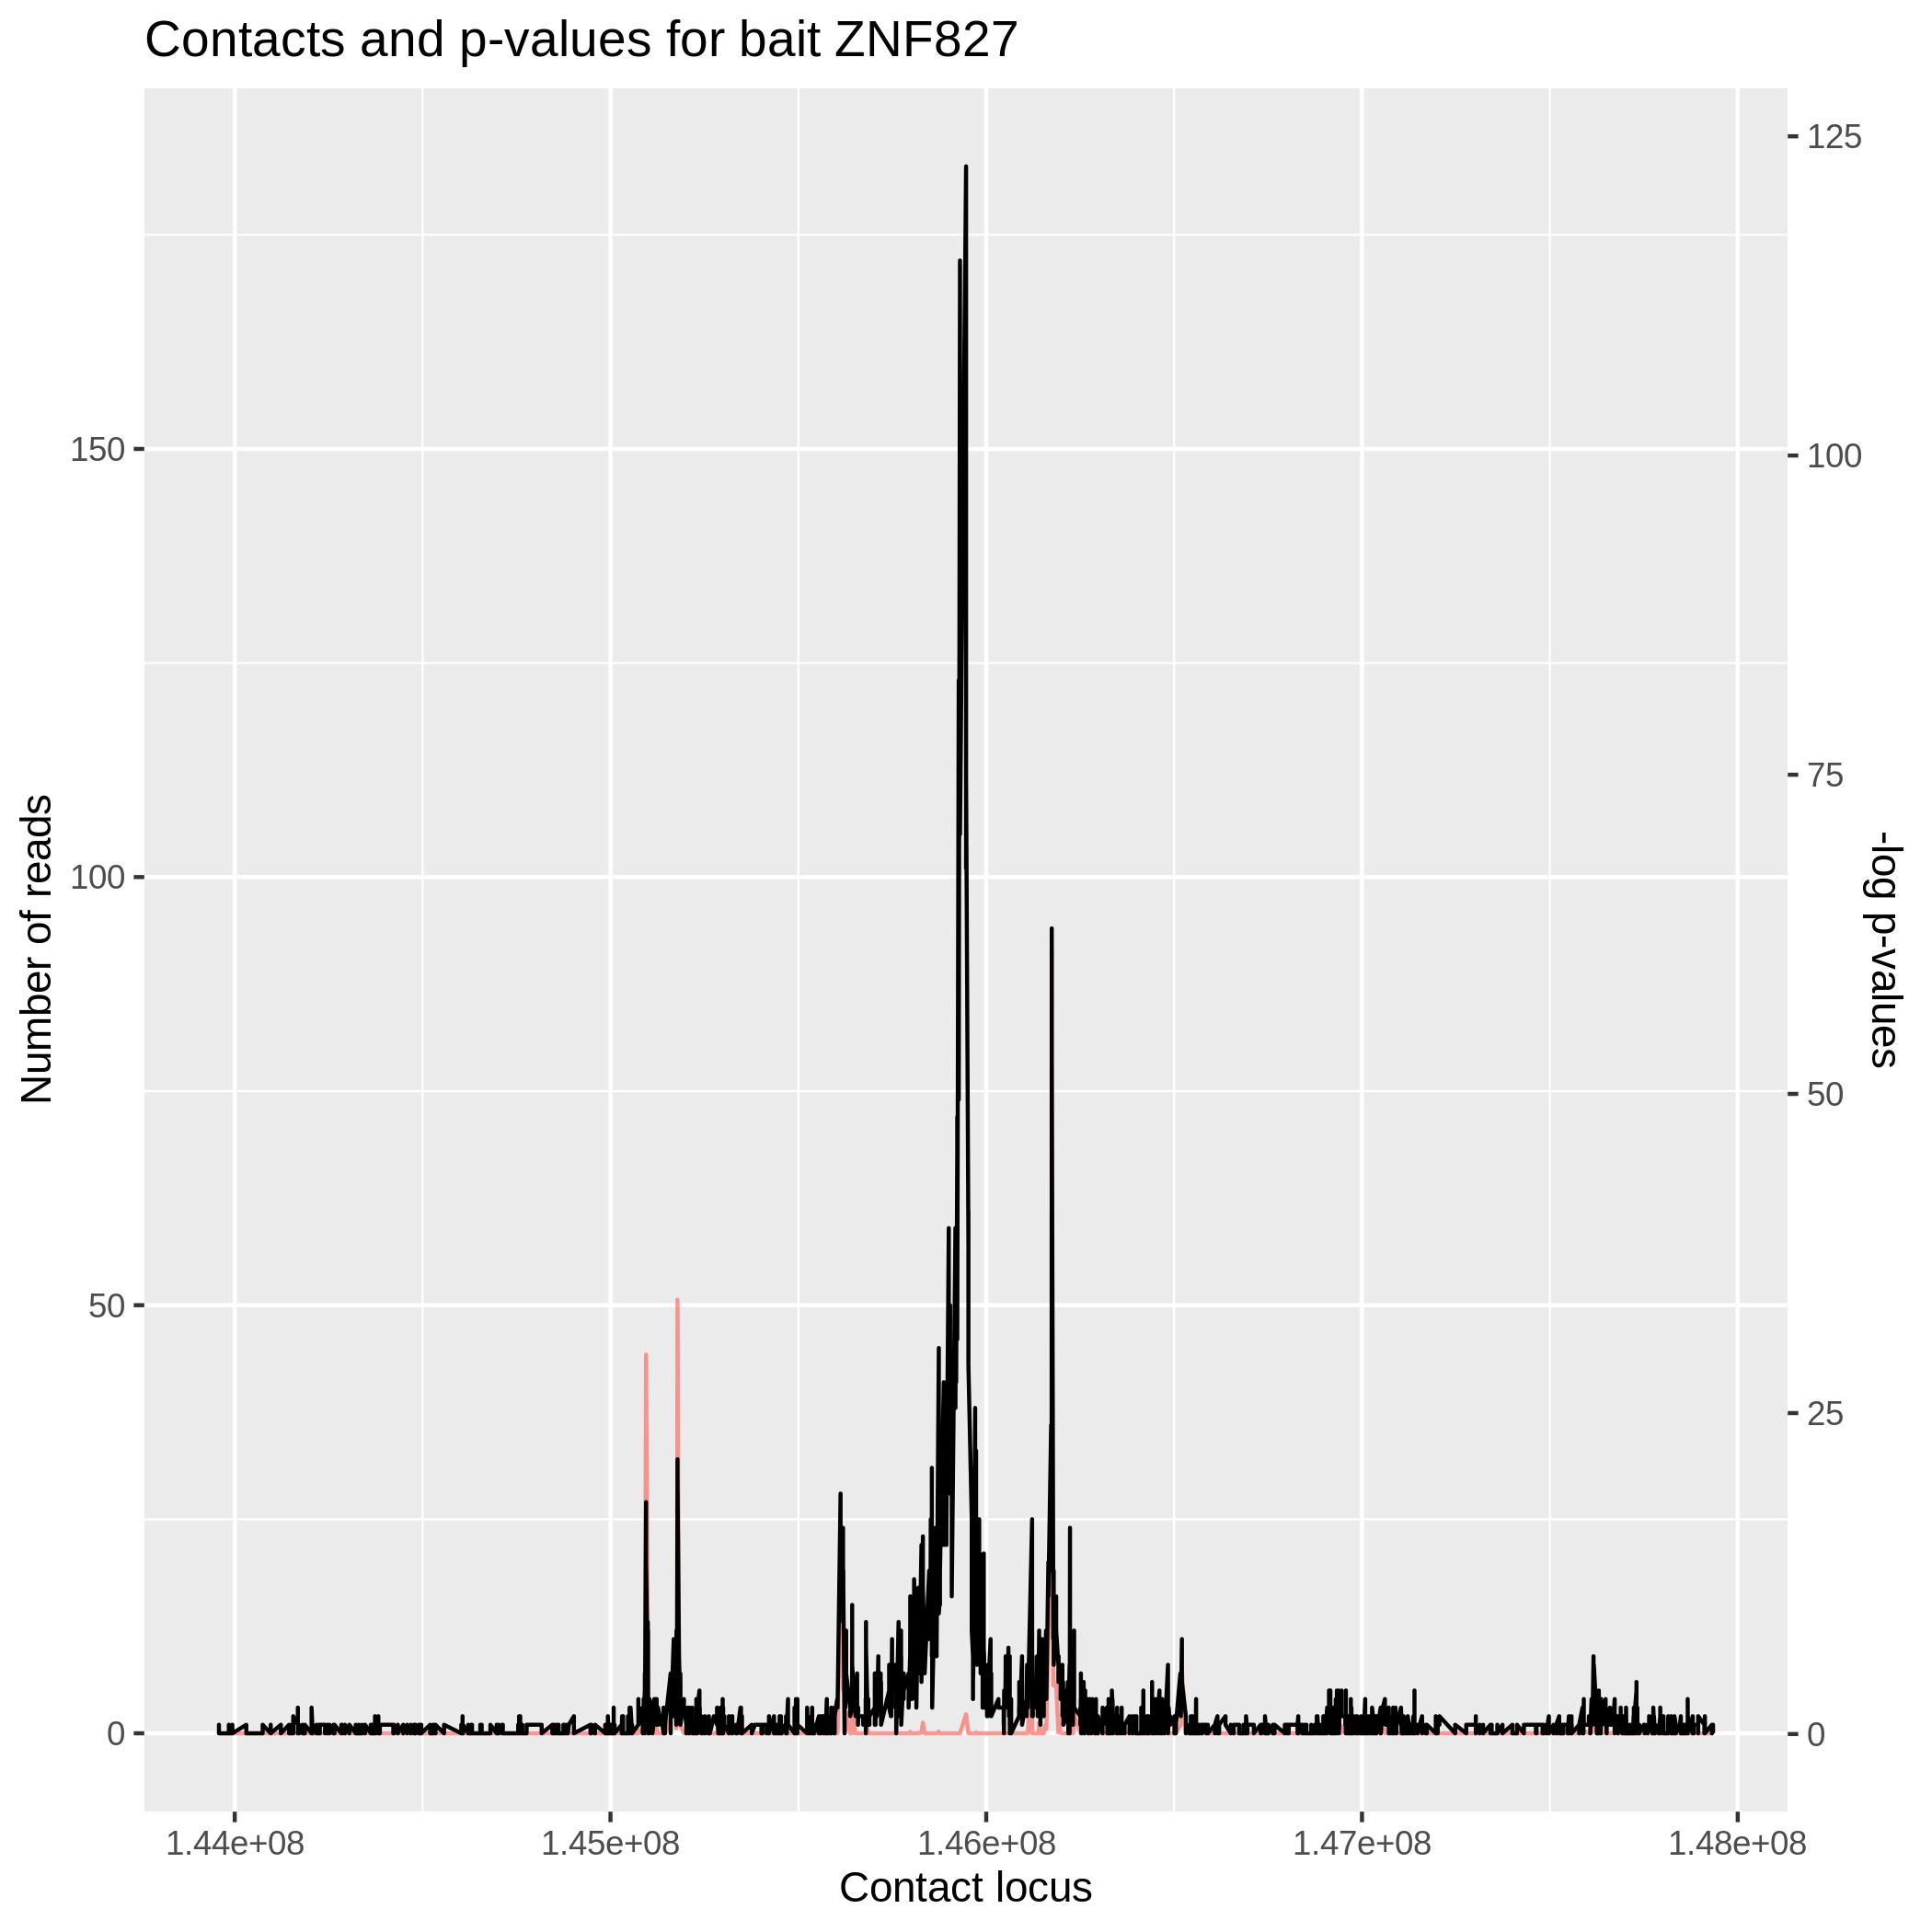 Contacts and p-values for bait ZNF827
Number of reads
150
100
50
0
125
100
75
50
25
0
-log p-values
1.44e+08
1.45e+08
1.46e+08
1.47e+08
1.48e+08
Contact locus